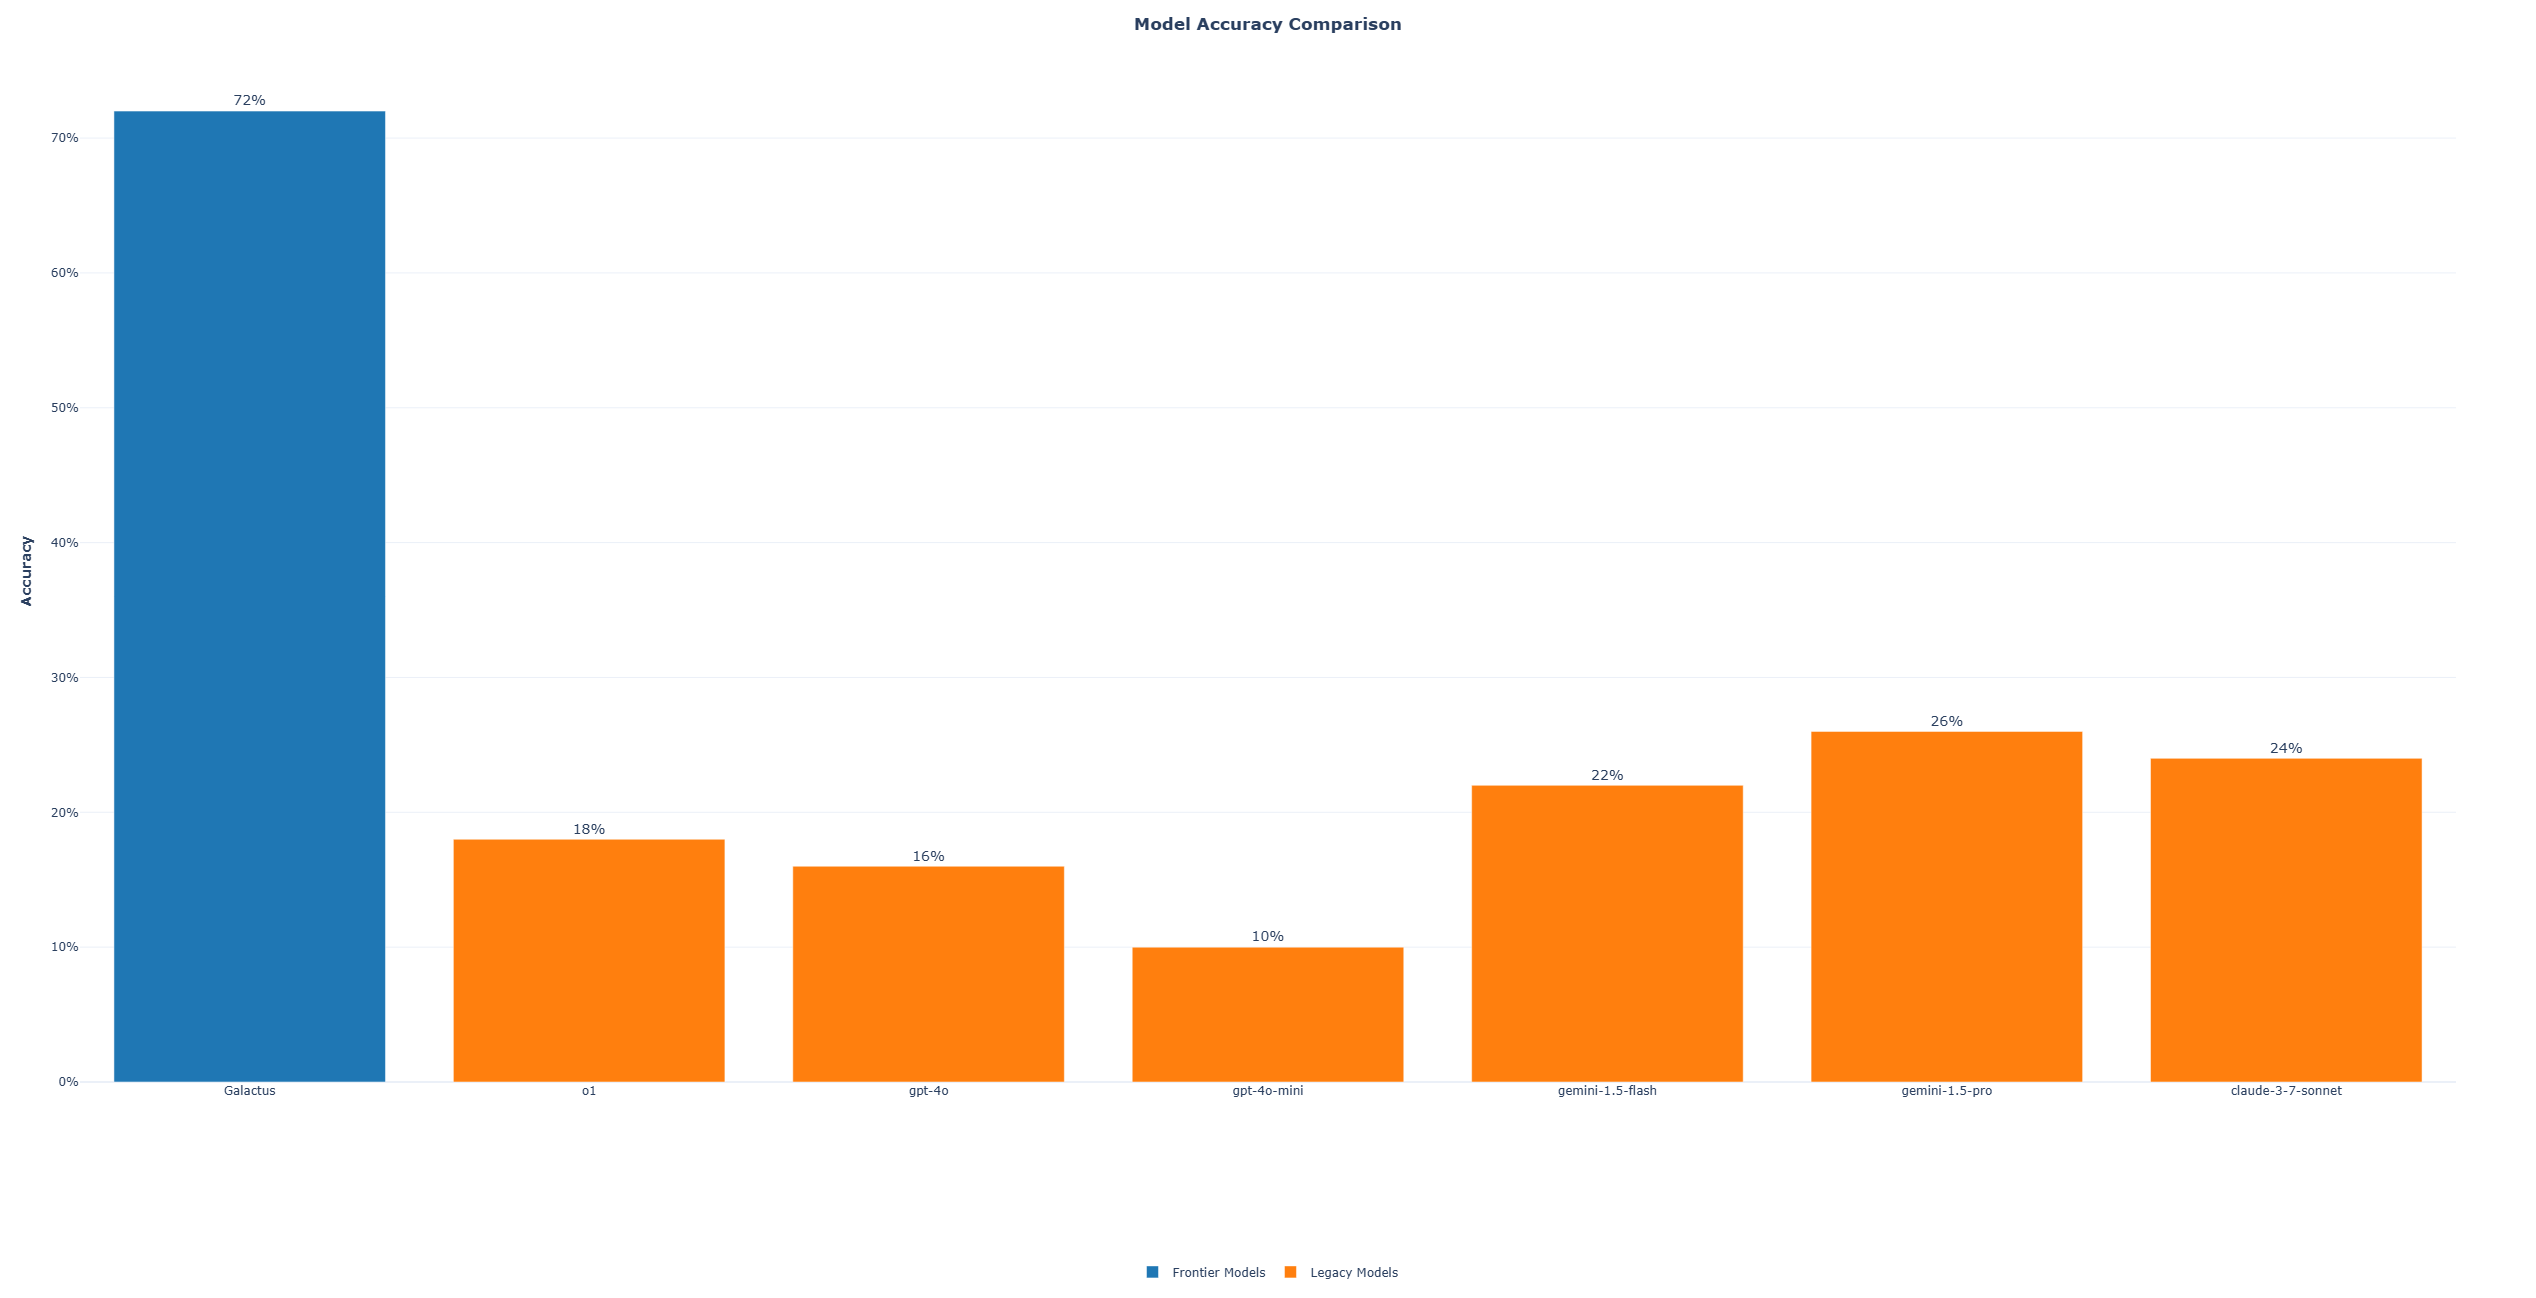 Model Accuracy Comparison
72%
70%
60%
50%
40%
30%
20%
10%
0%
Accuracy
18%
16%
10%
22%
26%
24%
Galactus
o1
gpt-4o
gpt-4o-mini
gemini-1.5-flash
gemini-1.5-pro
claude-3-7-sonnet
Frontier Models
Legacy Models